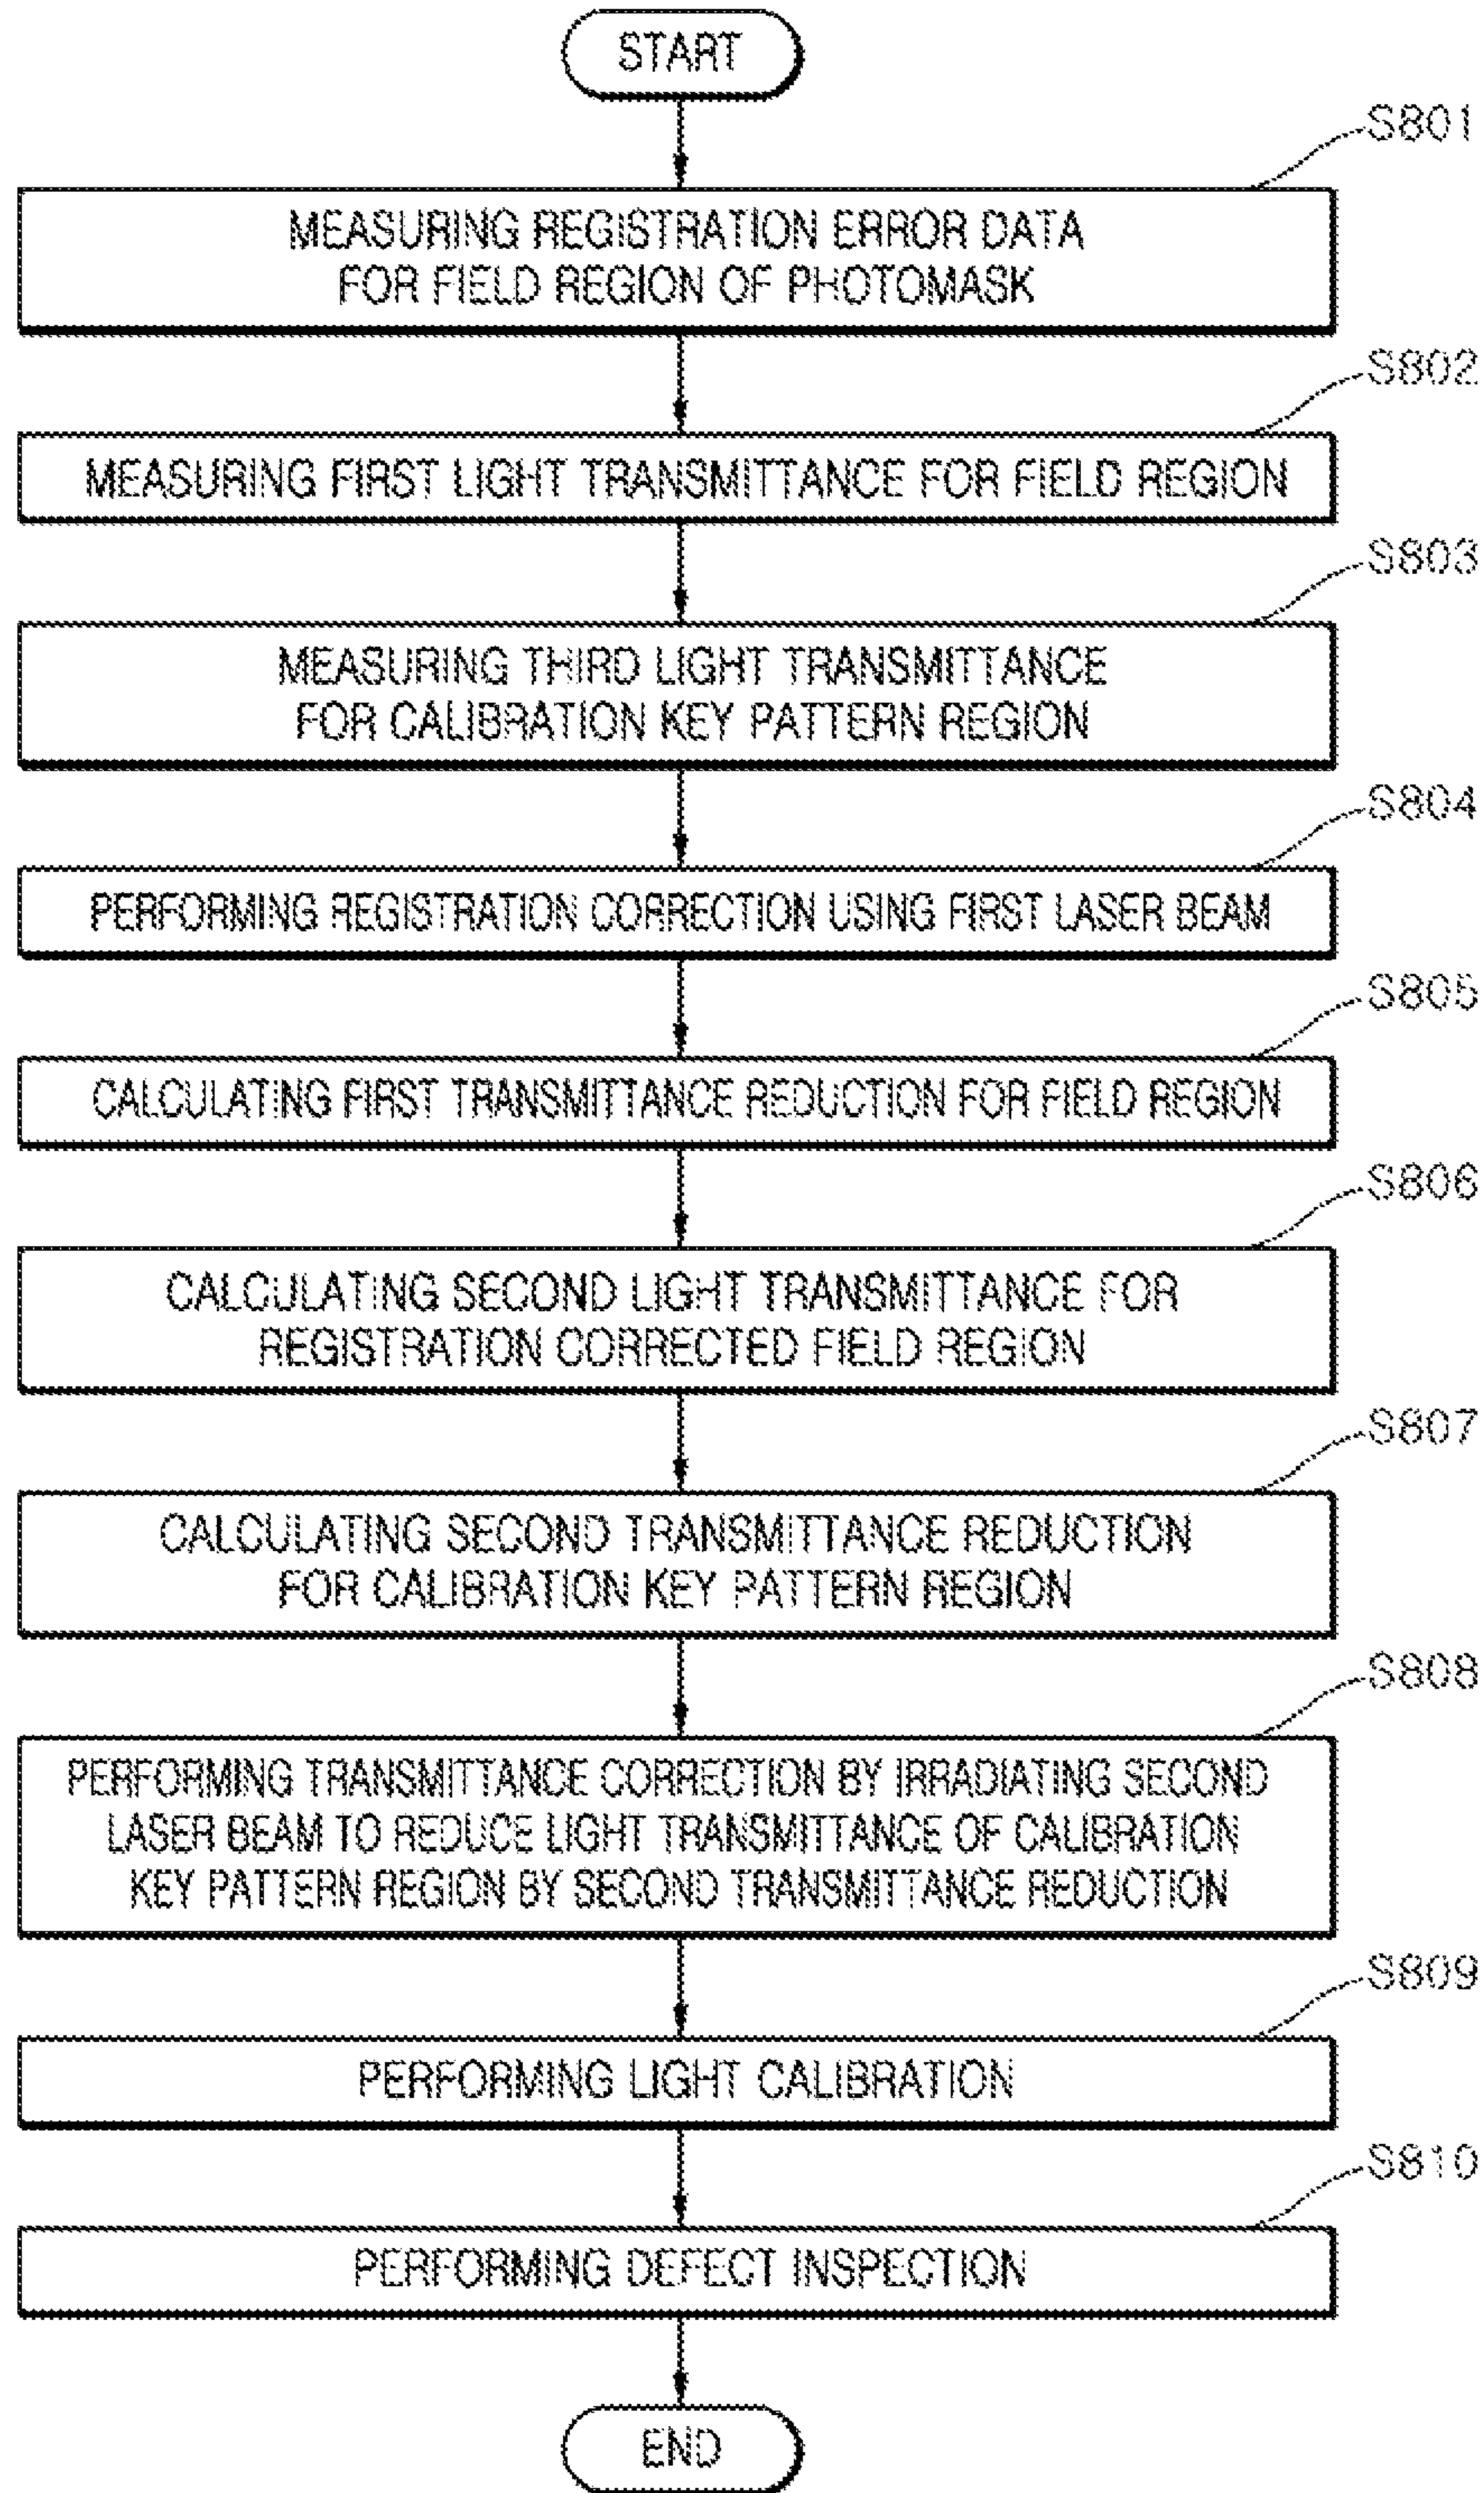 START
S801
MEASURING REGISTRATION ERROR DATA
FOR FIELD REGION OF PHOTOMASK
S802
MEASURING FIRST LIGHT TRANSMITTANCE FOR FIELD REGION
S803
MEASURING THIRD LIGHT TRANSMITTANCE
FOR CALIBRATION KEY PATTERN REGION
S804
PERFORMING REGISTRATION CORRECTION USING FIRST LASER BEAM
S805
CALCULATING FIRST TRANSMITTANCE REDUCTION FOR FIELD REGION
S806
CALCULATING SECOND LIGHT TRANSMITTANCE FOR
REGISTRATION CORRECTED FIELD REGION
S807
CALCULATING SECOND TRANSMITTANCE REDUCTION
FOR CALIBRATION KEY PATTERN REGION
S808
PERFORMING TRANSMITTANCE CORRECTION BY IRRADIATING SECOND
LASER BEAM TO REDUCE LIGHT TRANSMITTANCE OF CALIBRATION
KEY PATTERN REGION BY SECOND TRANSMITTANCE REDUCTION
S809
PERFORMING LIGHT CALIBRATION
S810
PERFORMING DEFECT INSPECTION
END